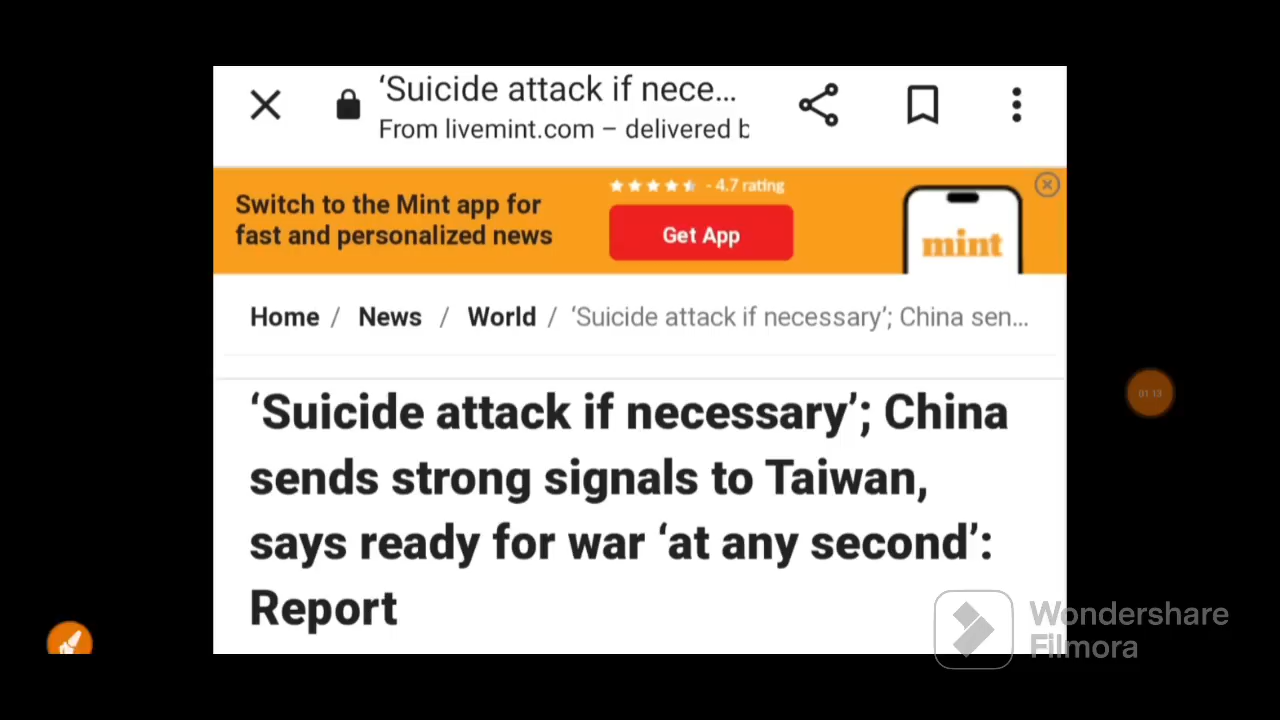 ‘Suicide attack if nece...
From livemint.com – delivered b
Switch to the Mint app for
fast and personalized news
- 4.7 rating
Get App
mint
Home / News / World / ‘Suicide attack if necessary’; China sen...
‘Suicide attack if necessary’; China
sends strong signals to Taiwan,
says ready for war ‘at any second’:
Report
01:13
Wondershare
Filmora